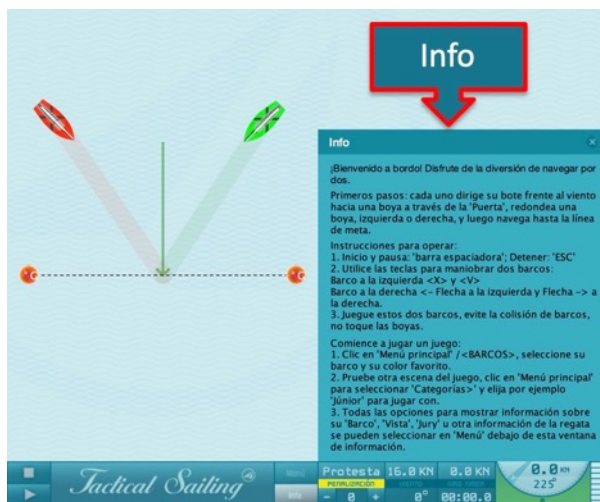 Info
Info
¡Bienvenido a bordo! Disfrute de la diversión de navegar por
dos.
Primeros pasos: cada uno dirige su bote frente al viento
hacia una boya a través de la 'Puerta', redondea una
boya, izquierda o derecha, y luego navega hasta la línea
de meta.
Instrucciones para operar:
1. Inicio y pausa: 'barra espaciadora'; Detener: 'ESC'
2. Utilice las teclas para maniobrar dos barcos:
Barco a la izquierda <X> y <V>
Barco a la derecha <- Flecha a la izquierda y Flecha -> a
la derecha.
3. Juegue estos dos barcos, evite la colisión de barcos,
no toque las boyas.
Comience a jugar un juego:
1. Clic en 'Menú principal' /<BARCOS>, seleccione su
barco y su color favorito.
2. Pruebe otra escena del juego, clic en 'Menú principal'
para seleccionar 'Categorías>' y elija por ejemplo
'Júnior' para jugar con.
3. Todas las opciones para mostrar información sobre
su 'Barco', 'Vista', 'Jury' u otra información de la regata
se pueden seleccionar en 'Menú' debajo de esta ventana
de información.
Tactical Sailing
Menú
Info
Protesta 16.0 KN 0.0 KN
PENALIZACIÓN VIENTO
- 0 + 0° 00:00.0
0.0 KN
225°